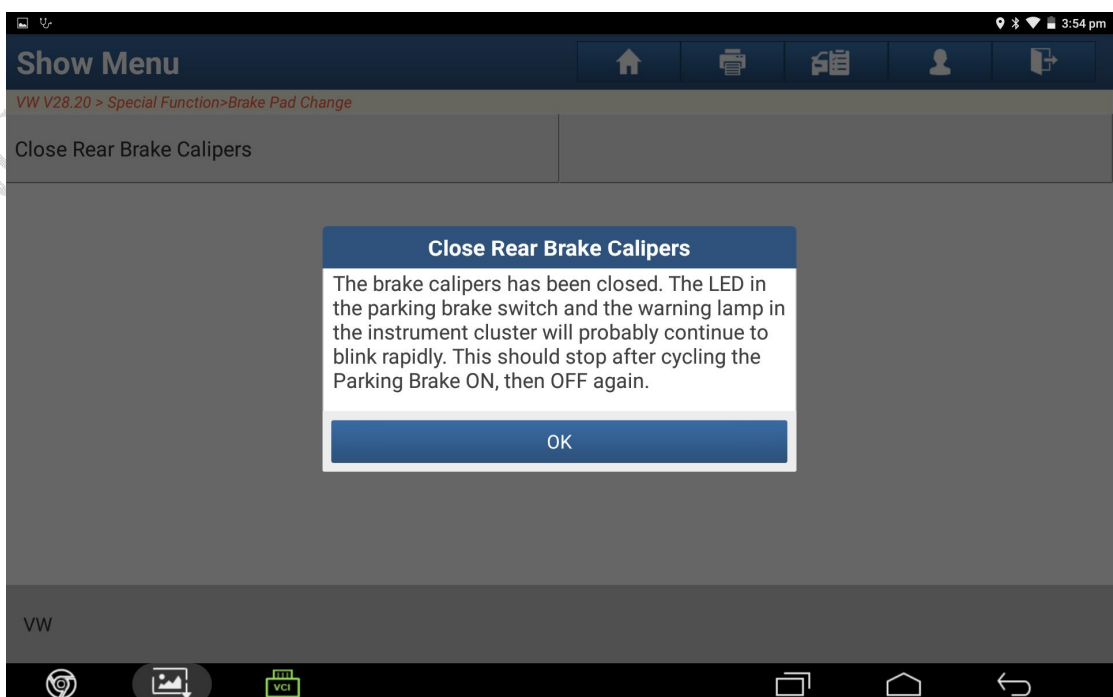 3:54 pm
Show Menu
VW V28.20 > Special Function>Brake Pad Change
Close Rear Brake Calipers
Close Rear Brake Calipers
The brake calipers has been closed. The LED in
the parking brake switch and the warning lamp in
the instrument cluster will probably continue to
blink rapidly. This should stop after cycling the
Parking Brake ON, then OFF again.
OK
VW
VCI